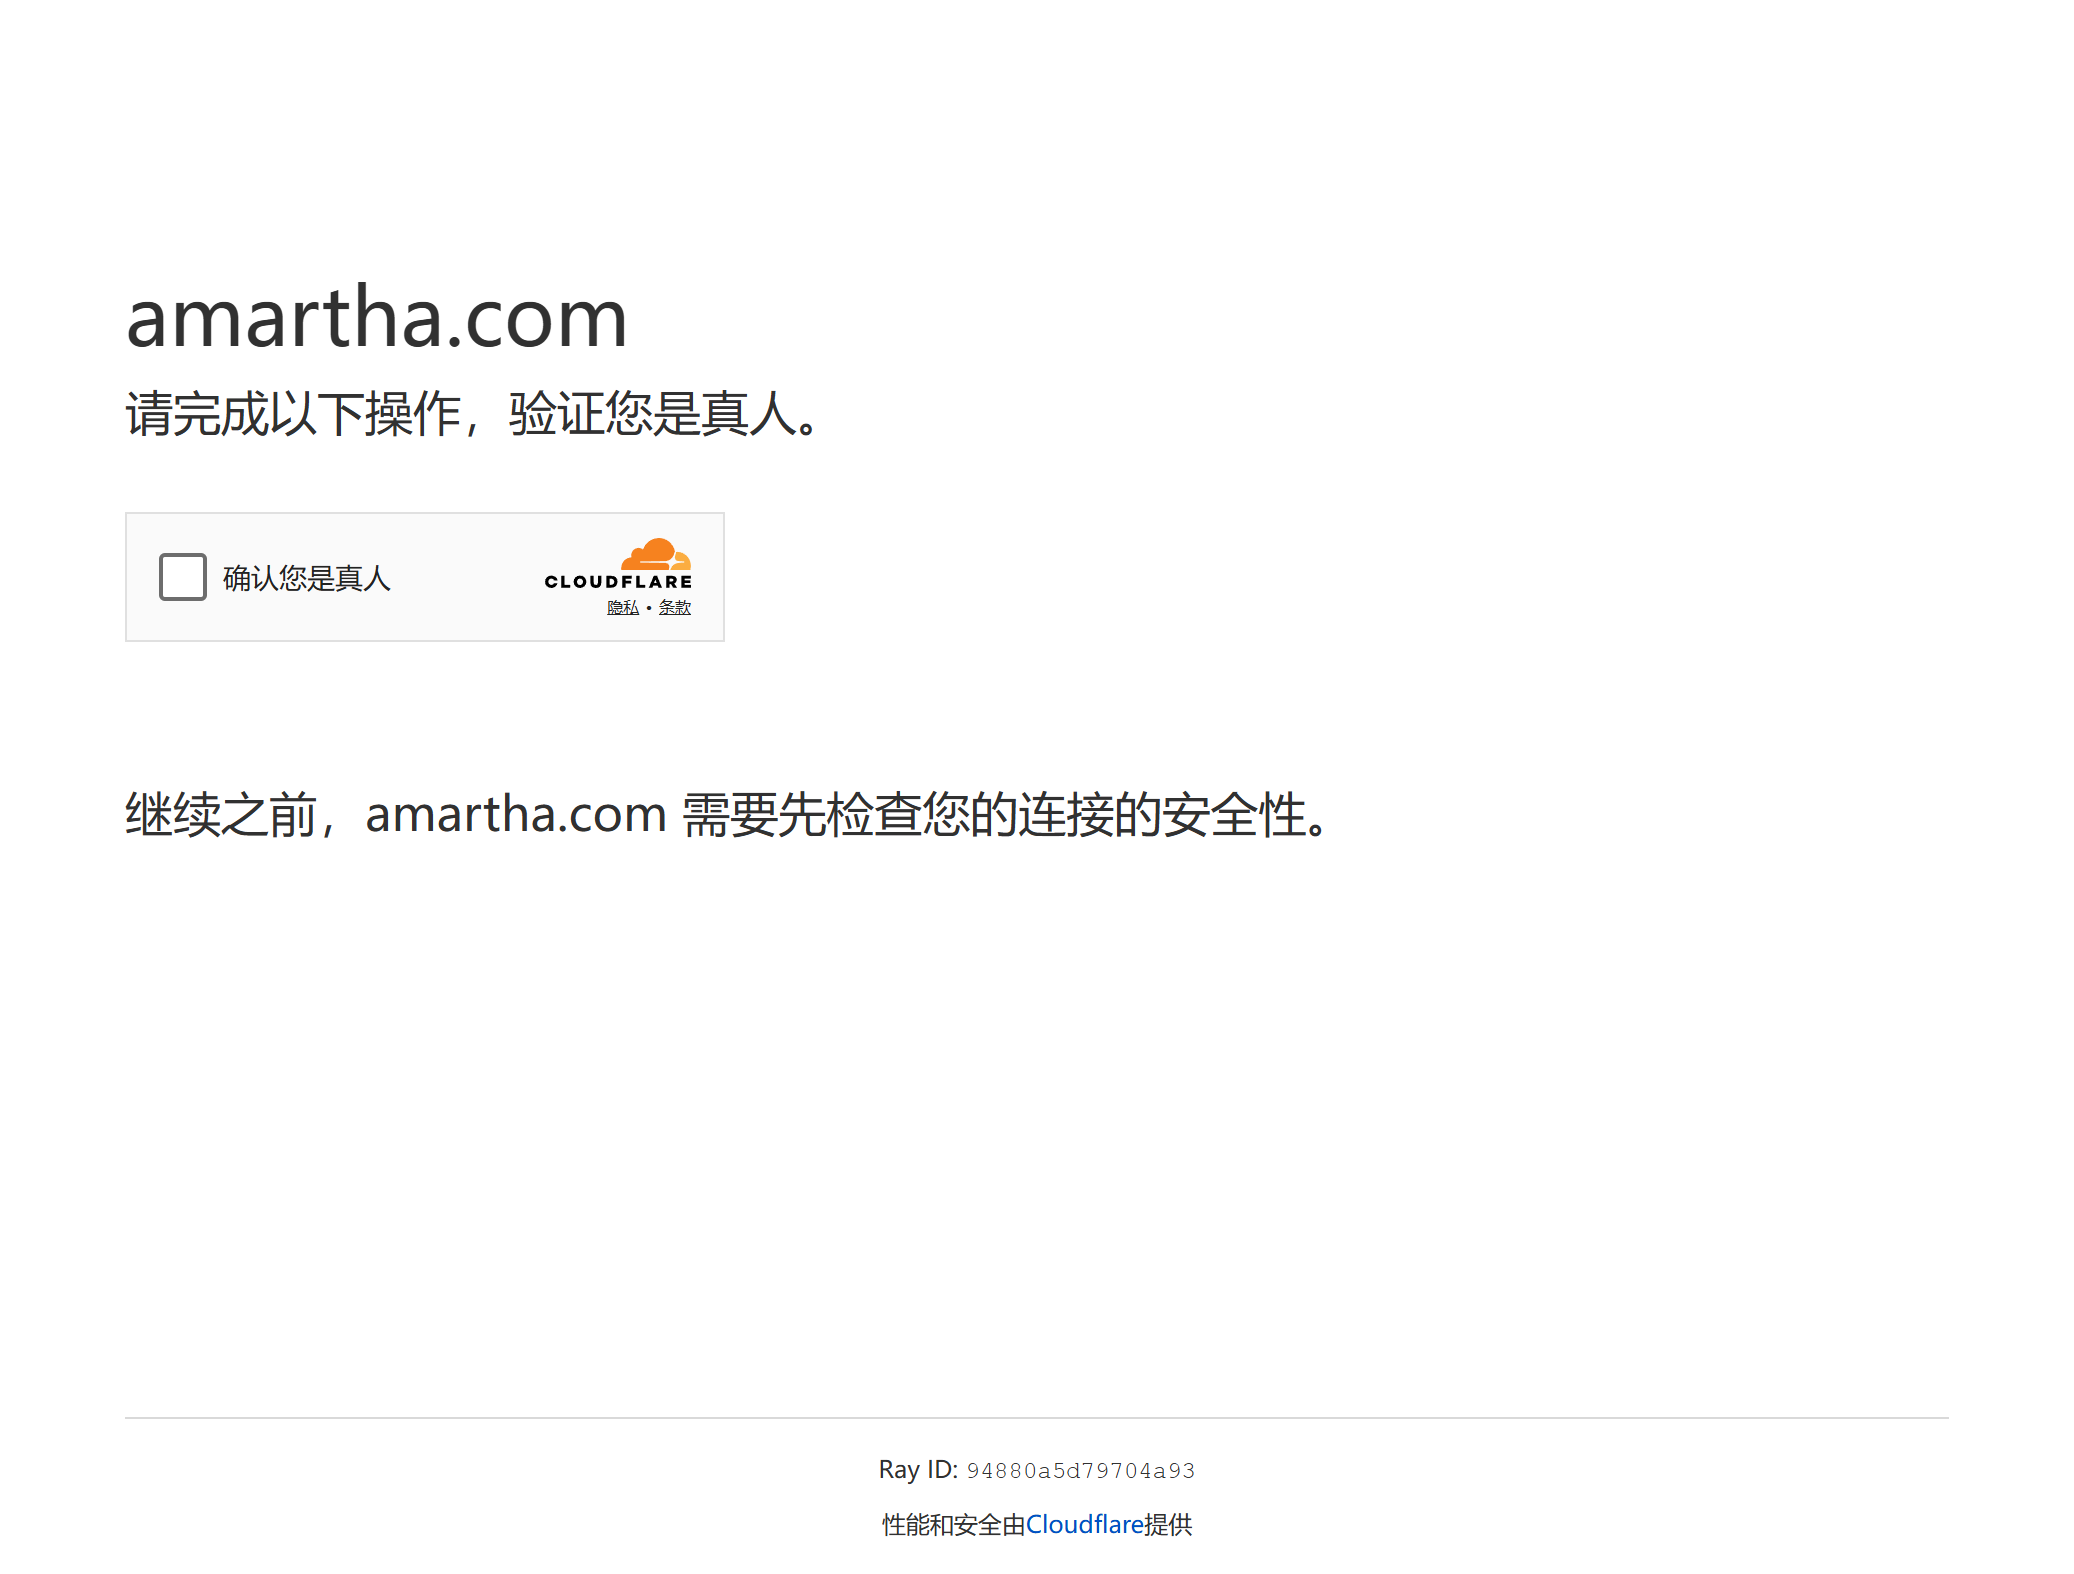 amartha.com
请完成以下操作，验证您是真人。
确认您是真人
CLOUDFLARE
隐私 • 条款
继续之前，amartha.com 需要先检查您的连接的安全性。
Ray ID: 94880a5d79704a93
性能和安全由Cloudflare提供